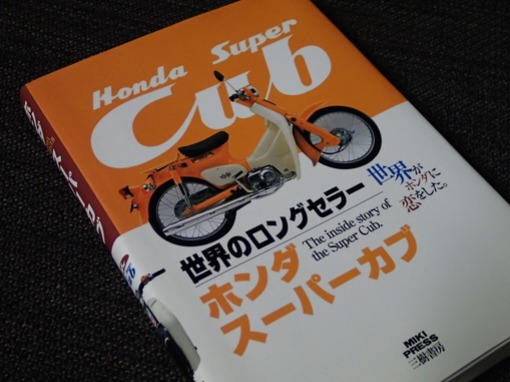 Honda Super
Cub
世界のロングセラー
世界が
ホンダに
恋をした。
The inside story of
the Super Cub.
ホンダ
スーパーカブ
MIKI
PRESS
三樹書房